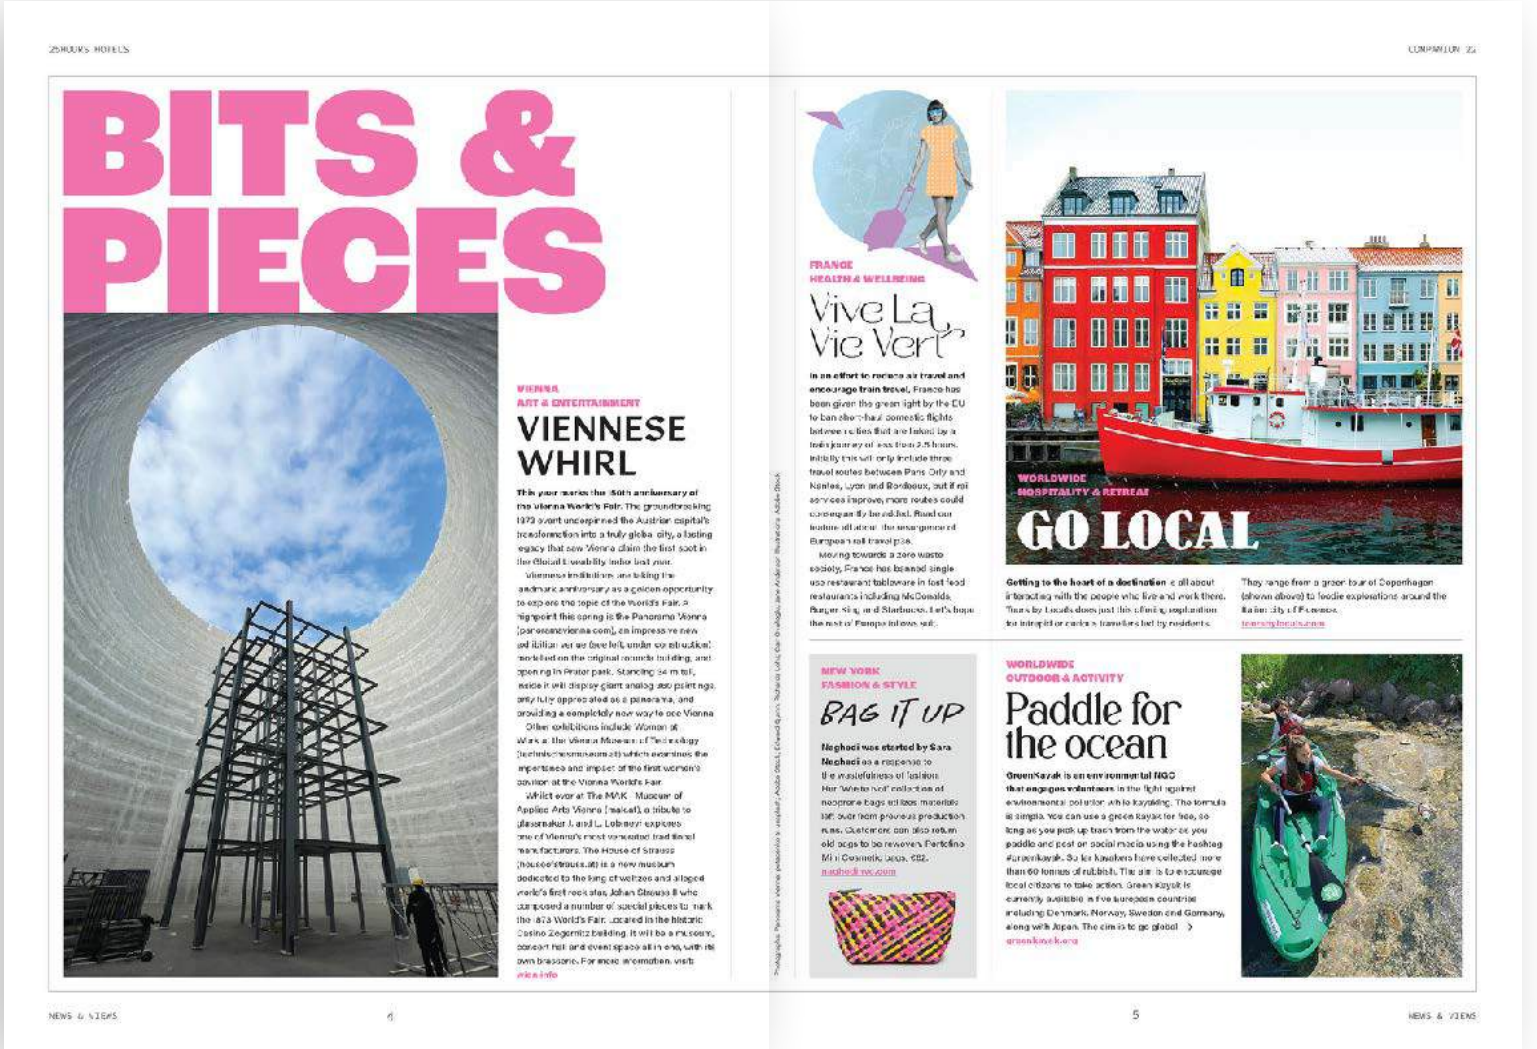 25HOURS HOTELS
COMPANION 22
BITS &
PIECES
VIENNA
ART & ENTERTAINMENT
VIENNESE
WHIRL
This year marks the 150th anniversary of
the Vienna World's Fair. The groundbreaking
1873 event underpinned the Austrian capital's
transformation into a truly global city, a lasting
legacy that saw Vienna claim the first spot in
the Global Liveability Index last year.
Viennese institutions are taking the
landmark anniversary as a golden opportunity
to explore the topic of the World's Fair. A
highpoint this spring is the Panorama Vienna
(panoramavienna.com), an impressive new
exhibition venue (see left, under construction)
modelled on the original rotunda building, and
opening in Prater park. Standing 34 m tall,
inside it will display giant analog 360 paintings,
only fully appreciated as a panorama, and
providing a completely new way to see Vienna
Other exhibitions include Women at
Work at the Vienna Museum of Technology
(technischesmuseum.at) which examines the
importance and impact of the first women's
pavilion at the Vienna World's Fair.
Whilst over at The MAK - Museum of
Applied Arts Vienna (mak.at), a tribute to
glassmaker J. and L. Lobmeyr explores
one of Vienna's most venerated traditional
manufacturers. The House of Strauss
(houseofstrauss.at) is a new museum
dedicated to the king of waltzes and alleged
world's first rock star, Johan Strauss II who
composed a number of special pieces to mark
the 1873 World's Fair. Located in the historic
Casino Zögernitz building, it will be a museum,
concert hall and event space all in one, with its
own brasserie. For more information, visit:
wien.info
FRANCE
HEALTH & WELLBEING
Vive La
Vie Vert
In an effort to reduce air travel and
encourage train travel, France has
been given the green light by the EU
to ban short-haul domestic flights
between cities that are linked by a
train journey of less than 2.5 hours.
Initially this will only include three
travel routes between Paris Orly and
Nantes, Lyon and Bordeaux, but if rail
services improve, more routes could
consequently be added. Read our
feature all about the resurgence of
European rail travel p38.
Moving towards a zero waste
society, France has banned single
use restaurant tableware in fast food
restaurants including McDonalds,
Burger King and Starbucks. Let's hope
the rest of Europe follows suit.
WORLDWIDE
HOSPITALITY & RETREAT
GO LOCAL
Getting to the heart of a destination is all about
interacting with the people who live and work there.
Tours by Locals does just this offering exploration
for intrepid or curious travellers led by residents.
They range from a green tour of Copenhagen
(shown above) to foodie explorations around the
Italian city of Florence.
toursbylocals.com
NEW YORK
FASHION & STYLE
BAG IT UP
Naghedi was started by Sara
Naghedi as a response to
the wastefulness of fashion.
Her 'Waste Not' collection of
neoprene bags utilizes materials
left over from previous production
runs. Customers can also return
old bags to be rewoven. Portofino
Mini Cosmetic bags, €82.
naghedi-nyc.com
WORLDWIDE
OUTDOOR & ACTIVITY
Paddle for
the ocean
GreenKayak is an environmental NGO
that engages volunteers in the fight against
environmental pollution while kayaking. The formula
is simple. You can use a green kayak for free, so
long as you pick up trash from the water as you
paddle and post on social media using the hashtag
#greenkayak. So far kayakers have collected more
than 60 tonnes of rubbish. The aim is to encourage
local citizens to take action. Green Kayak is
currently available in five European countries
including Denmark, Norway, Sweden and Germany,
along with Japan. The aim is to go global
greenkayak.org
NEWS & VIEWS
4
5
NEWS & VIEWS